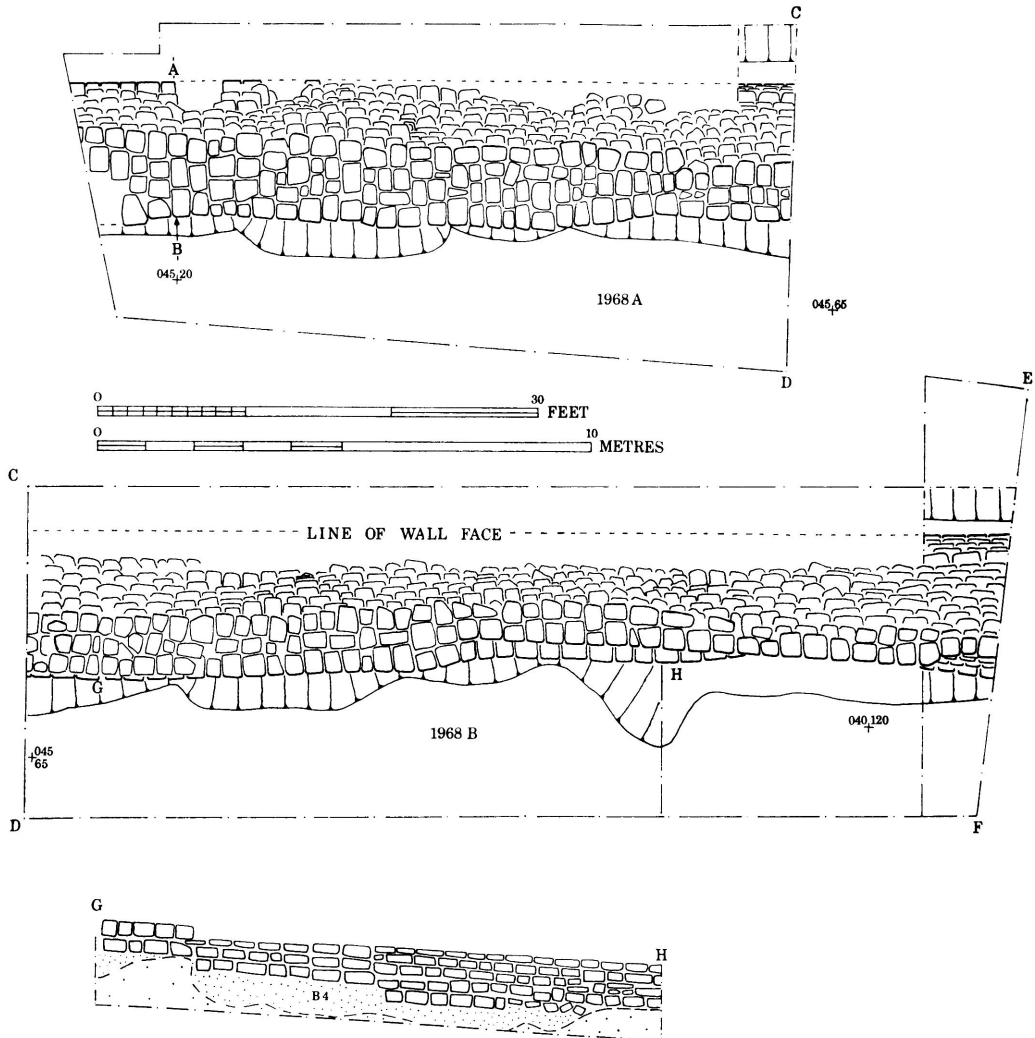 C
A
B
045,20
1968 A
045,65
D
0 30
FEET
0 10
METRES
E
C
LINE OF WALL FACE
G
H
1968 B
040,120
045
65
D
F
G
H
B 4